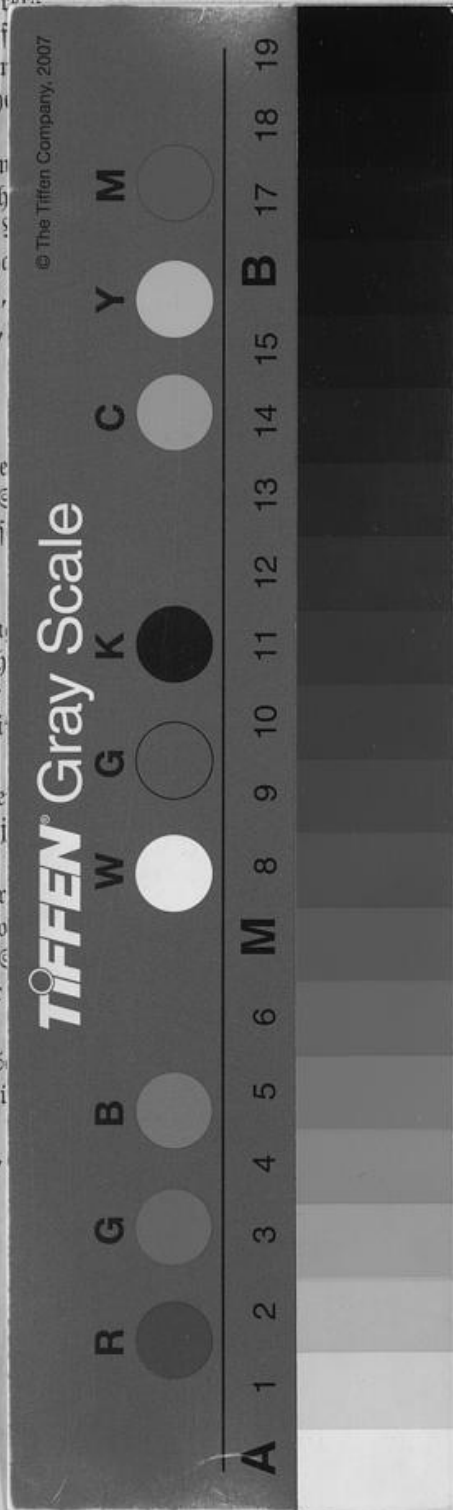 © The Tiffen Company, 2007
TIFFEN® Gray Scale
R G B W G K C Y M
A 1 2 3 4 5 6 M 8 9 10 11 12 13 14 15 B 17 18 19